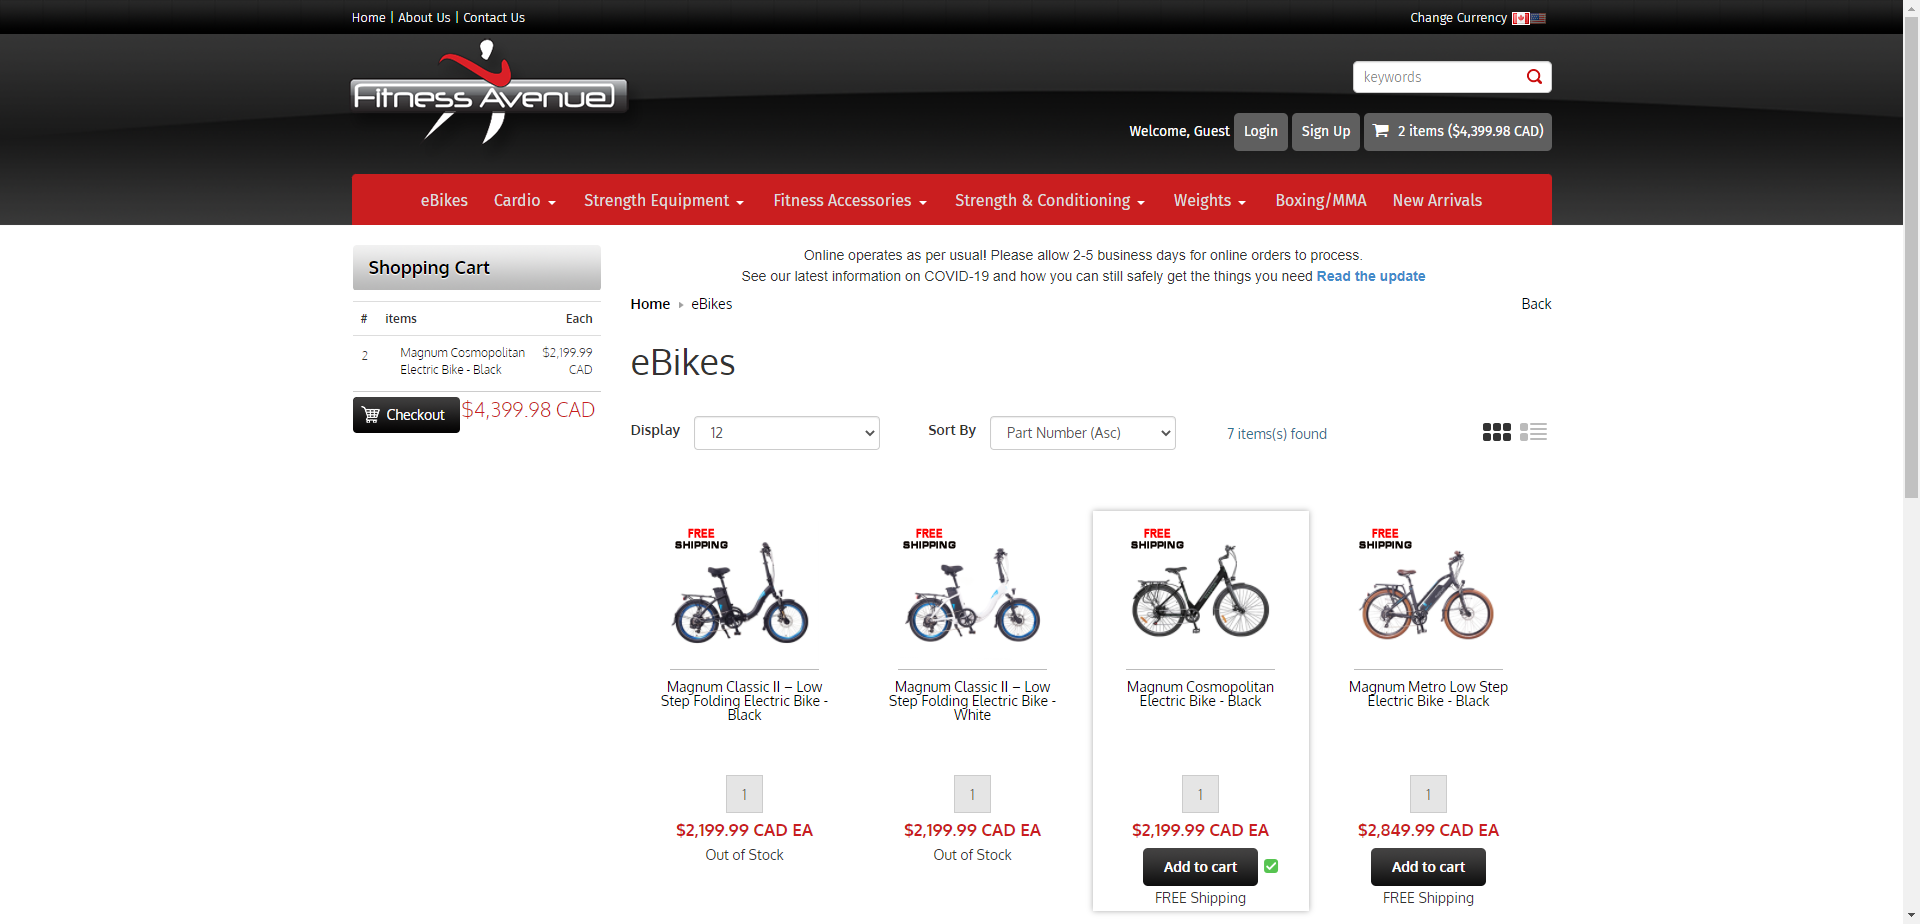 Home | About Us | Contact Us
Change Currency
Fitness Avenue
keywords
Welcome, Guest Login Sign Up 2 items ($4,399.98 CAD)
eBikes Cardio Strength Equipment Fitness Accessories Strength & Conditioning Weights Boxing/MMA New Arrivals
Shopping Cart
# items Each
2 Magnum Cosmopolitan $2,199.99
Electric Bike - Black CAD
Checkout $4,399.98 CAD
Online operates as per usual! Please allow 2-5 business days for online orders to process.
See our latest information on COVID-19 and how you can still safely get the things you need Read the update
Home eBikes Back
eBikes
Display 12 Sort By Part Number (Asc) 7 items(s) found
FREE
SHIPPING
Magnum Classic II – Low
Step Folding Electric Bike -
Black
1
$2,199.99 CAD EA
Out of Stock
FREE
SHIPPING
Magnum Classic II – Low
Step Folding Electric Bike -
White
1
$2,199.99 CAD EA
Out of Stock
FREE
SHIPPING
Magnum Cosmopolitan
Electric Bike - Black
1
$2,199.99 CAD EA
Add to cart
FREE Shipping
FREE
SHIPPING
Magnum Metro Low Step
Electric Bike - Black
1
$2,849.99 CAD EA
Add to cart
FREE Shipping